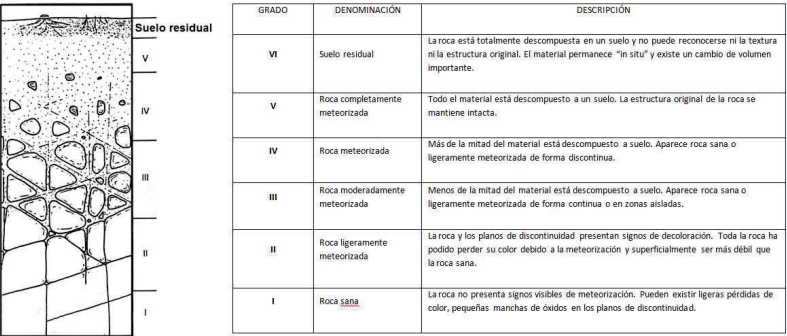 Suelo residual
V
IV
III
II
I
GRADO DENOMINACIÓN DESCRIPCIÓN
VI
Suelo residual
La roca está totalmente descompuesta en un suelo y no puede reconocerse ni la textura
ni la estructura original. El material permanece "in situ" y existe un cambio de volumen
importante.
V
Roca completamente
meteorizada
Todo el material está descompuesto a un suelo. La estructura original de la roca se
mantiene intacta.
IV
Roca meteorizada
Más de la mitad del material está descompuesto a suelo. Aparece roca sana o
ligeramente meteorizada de forma discontinua.
III
Roca moderadamente
meteorizada
Menos de la mitad del material está descompuesto a suelo. Aparece roca sana o
ligeramente meteorizada de forma continua o en zonas aisladas.
II
Roca ligeramente
meteorizada
La roca y los planos de discontinuidad presentan signos de decoloración. Toda la roca ha
podido perder su color debido a la meteorización y superficialmente ser más débil que
la roca sana.
I
Roca sana
La roca no presenta signos visibles de meteorización. Pueden existir ligeras pérdidas de
color, pequeñas manchas de óxidos en los planos de discontinuidad.